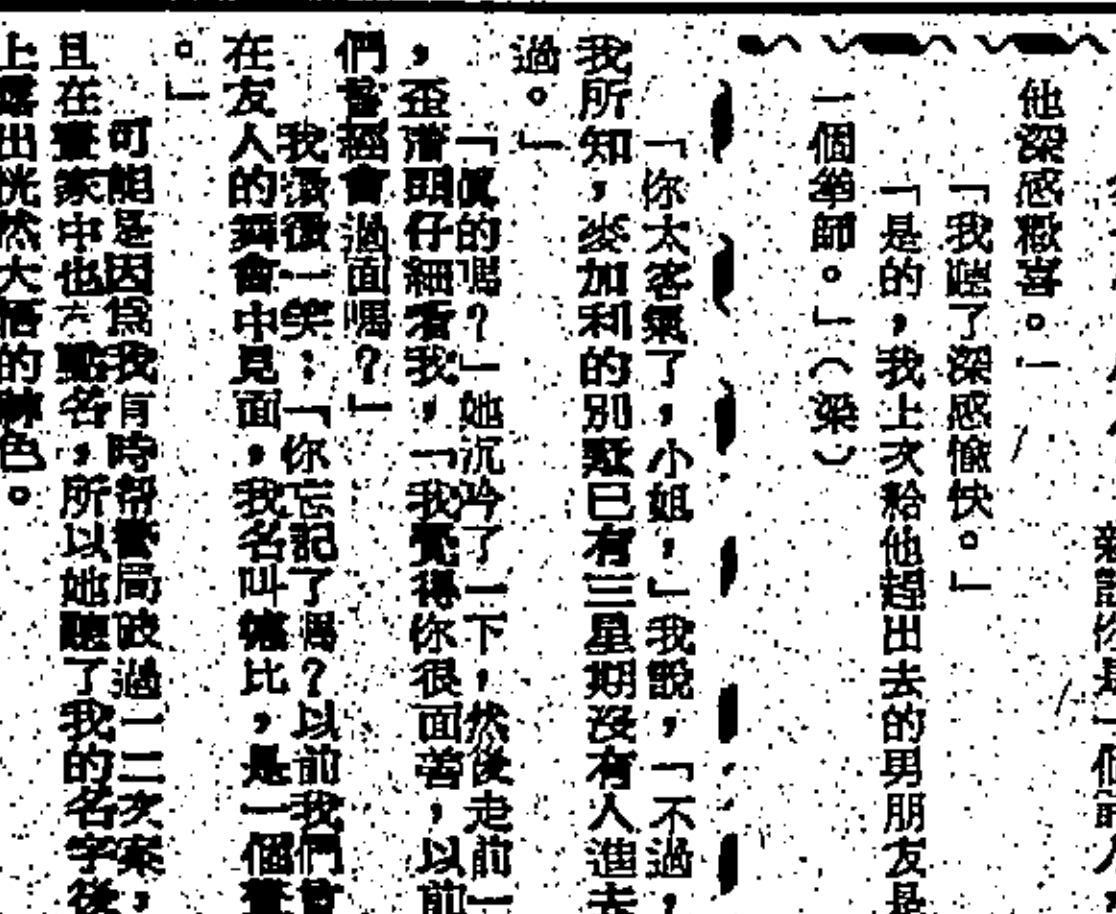 他深感歡喜。」
「我聽了深感愉快。」
「是的,我上次給他趕出去的男朋友是
一個拳師。」(梁)
「你太客氣了,小姐,」我說,「不過,
我所知,麥加利的別墅已有三星期沒有人進去
過。」
「眞的嗎?」她沉吟了一下,然後走前一
,歪着頭仔細看我,「我覺得你很面善,以前
們曾經會過面嗎?」
我微微一笑:「你忘記了嗎?以前我們曾
在友人的舞會中見面,我名叫 比,是一個畫
。」
可能是因爲我有時幫警局破過一二次案,
且在畫家中也 名,所以她聽了我的名字後
上露出恍然大悟的神色。